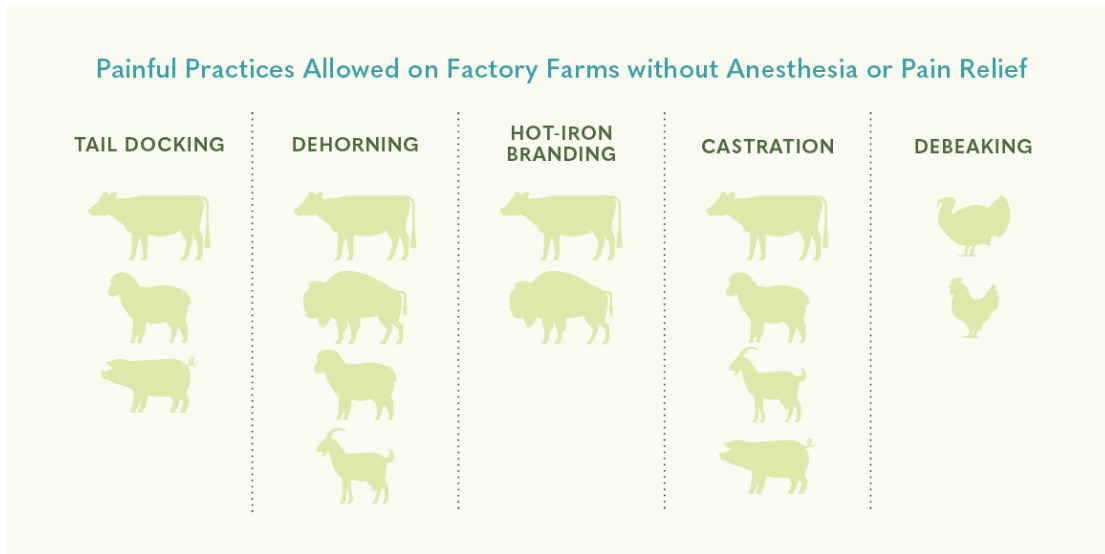 Painful Practices Allowed on Factory Farms without Anesthesia or Pain Relief
TAIL DOCKING
DEHORNING
HOT-IRON
BRANDING
CASTRATION
DEBEAKING